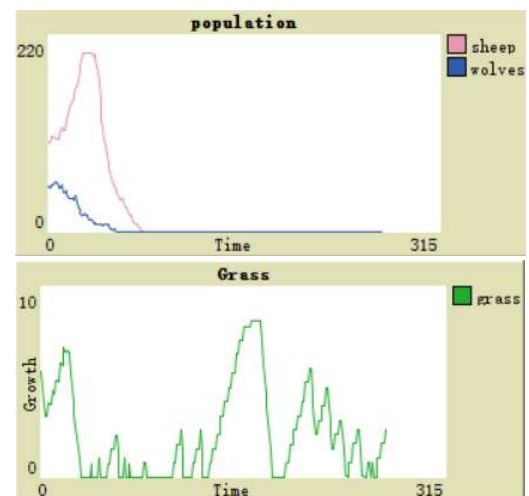 population
220
0
0
Time
315
sheep
wolves
Grass
10
Growth
0
0
Time
315
grass